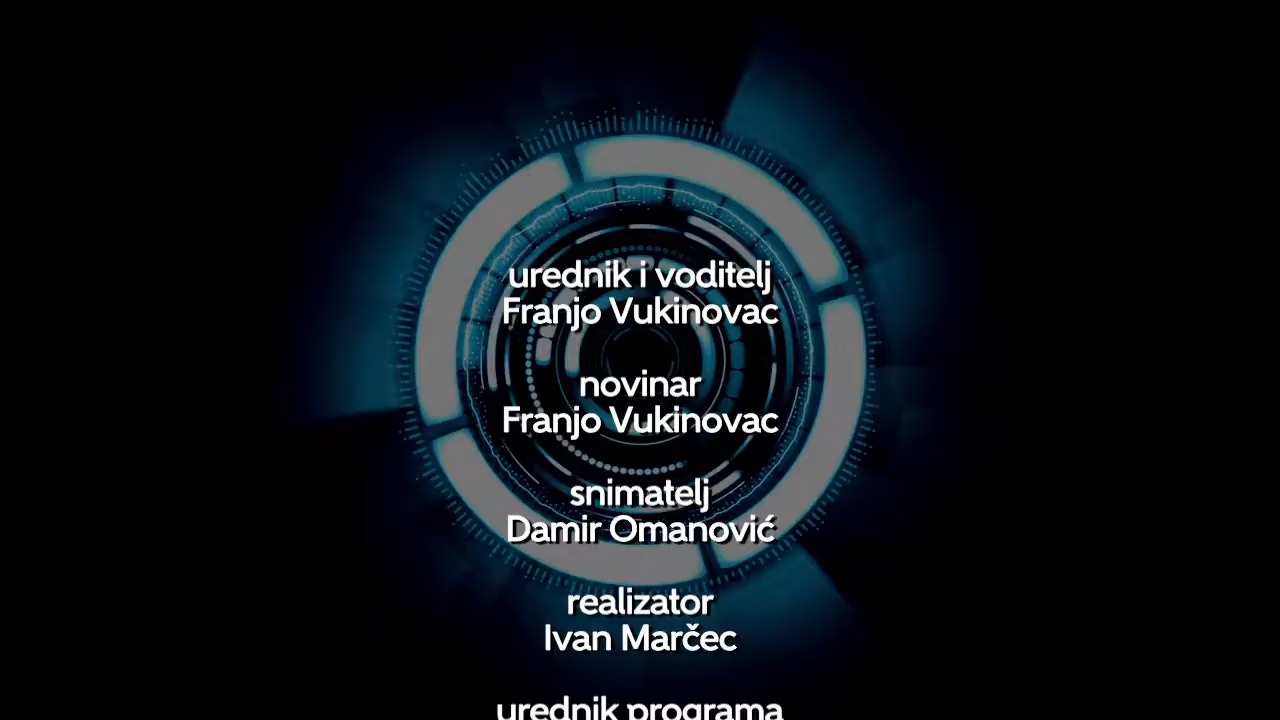 urednik i voditelj
Franjo Vukinovac
novinar
Franjo Vukinovac
snimatelj
Damir Omanović
realizator
Ivan Marčec
urednik programa